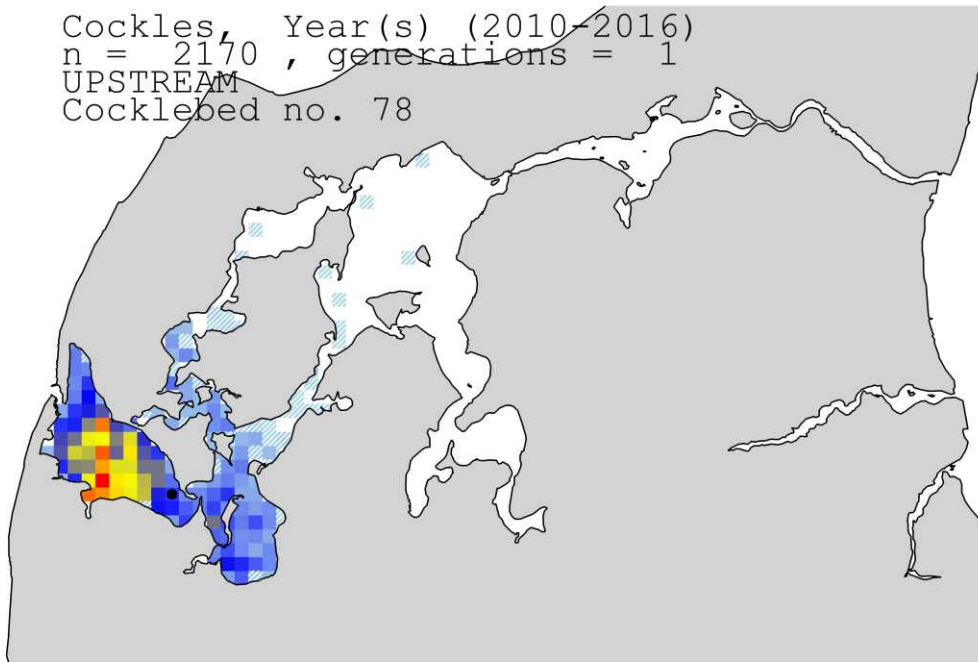 Cockles,  Year(s) (2010-2016)
n =  2170 , generations =  1
UPSTREAM
Cocklebed no. 78